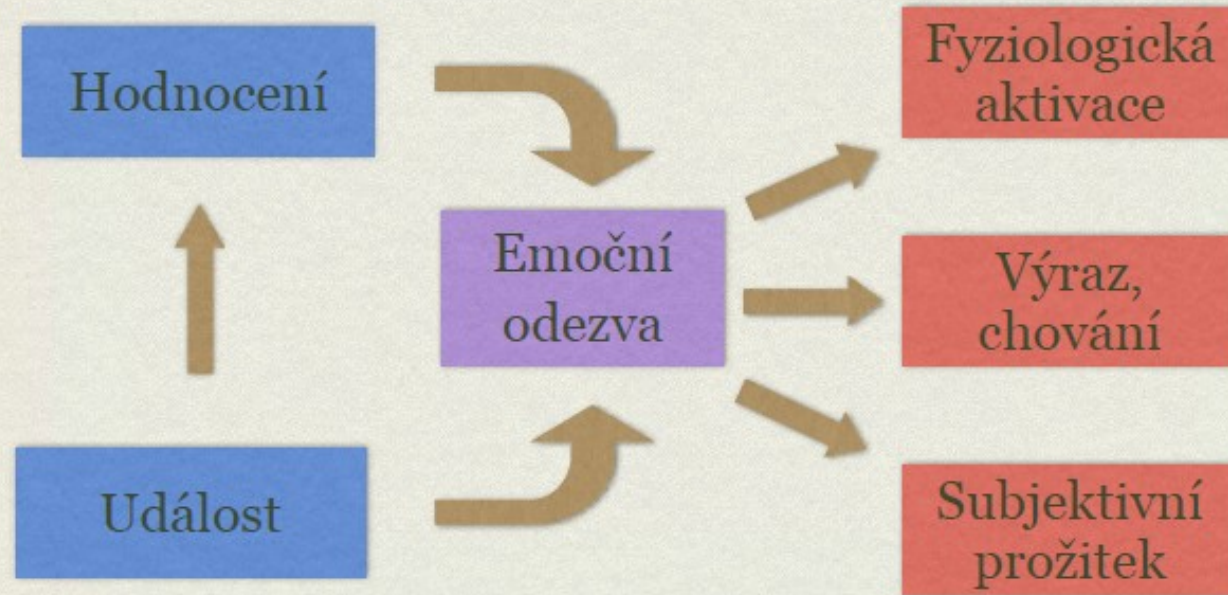 Hodnocení
Událost
Emoční
odezva
Fyziologická
aktivace
Výraz,
chování
Subjektivní
prožitek